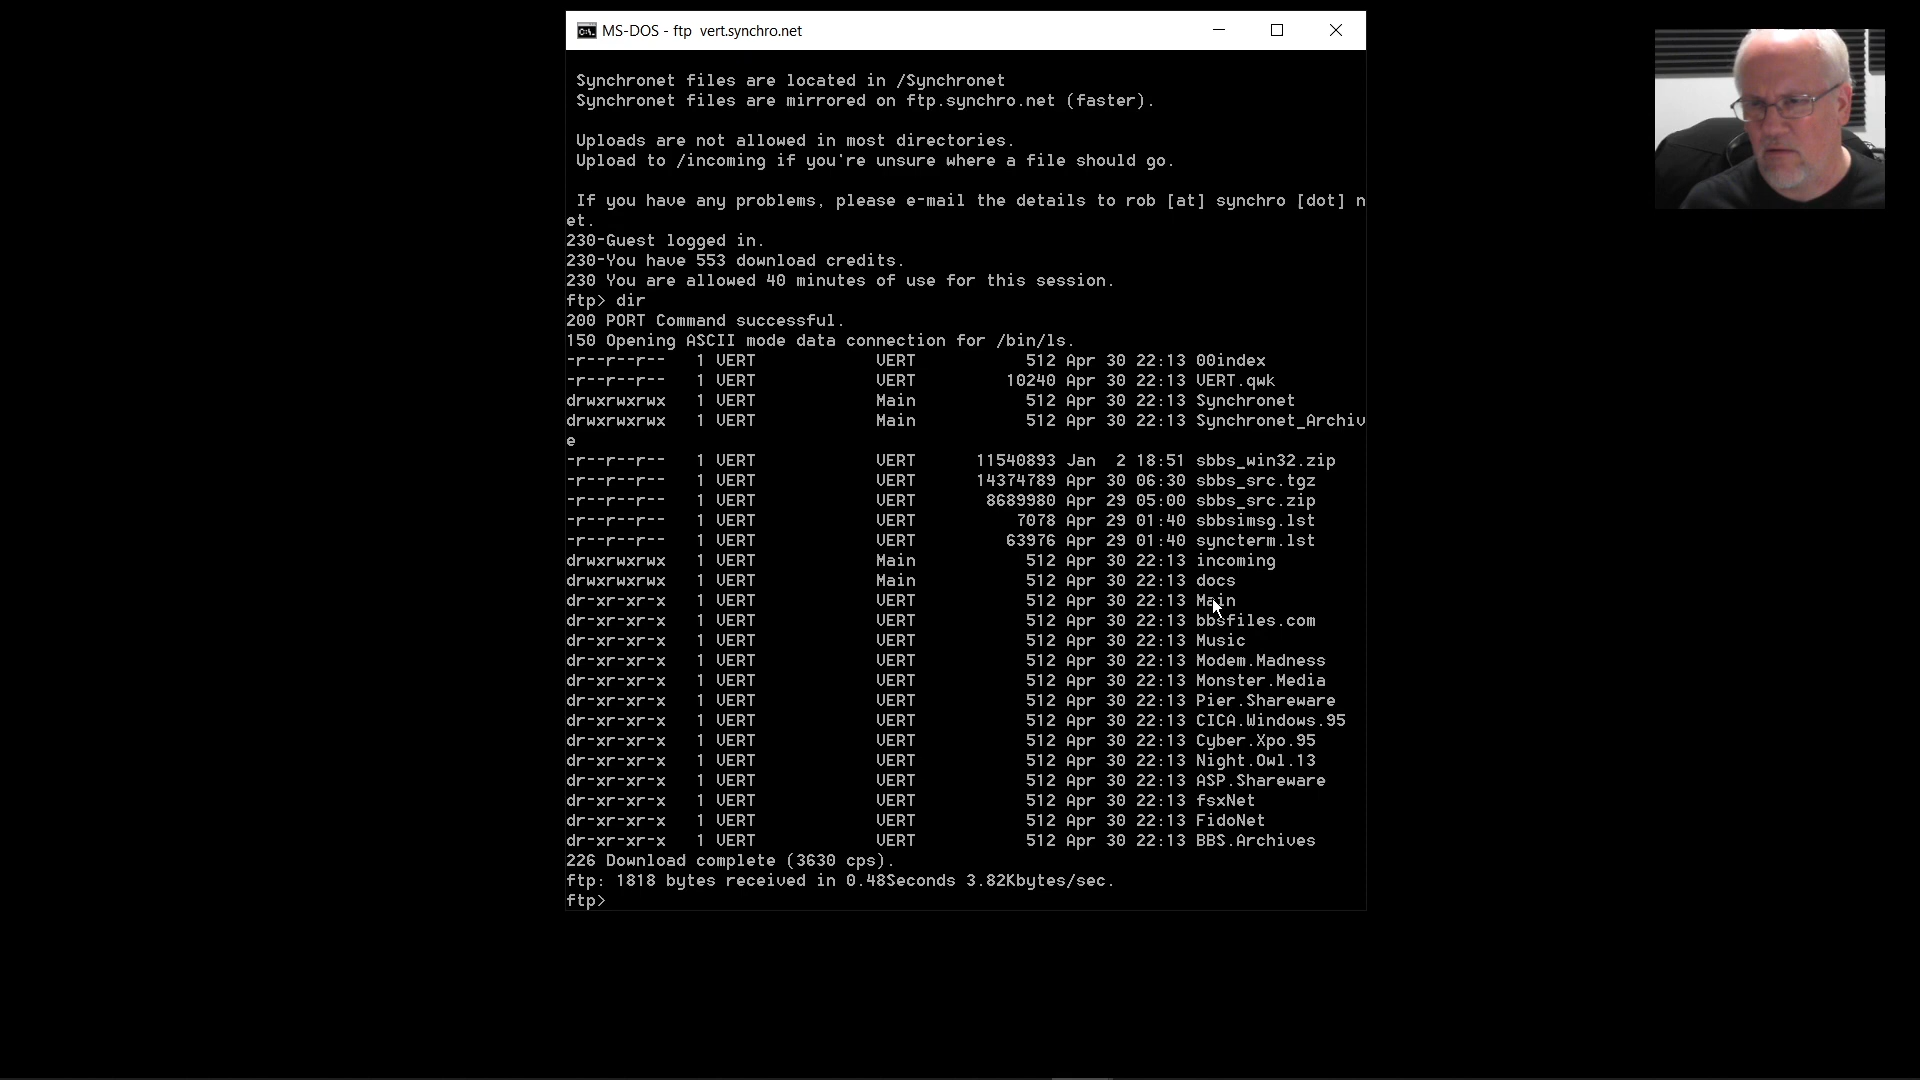 MS-DOS - ftp  vert.synchro.net
Synchronet files are located in /Synchronet
Synchronet files are mirrored on ftp.synchro.net (faster).
Uploads are not allowed in most directories.
Upload to /incoming if you're unsure where a file should go.
If you have any problems, please e-mail the details to rob [at] synchro [dot] n
et.
230-Guest logged in.
230-You have 553 download credits.
230 You are allowed 40 minutes of use for this session.
ftp> dir
200 PORT Command successful.
150 Opening ASCII mode data connection for /bin/ls.
-r--r--r--   1 VERT            VERT           512 Apr 30 22:13 00index
-r--r--r--   1 VERT            VERT         10240 Apr 30 22:13 VERT.qwk
drwxrwxrwx   1 VERT            Main           512 Apr 30 22:13 Synchronet
drwxrwxrwx   1 VERT            Main           512 Apr 30 22:13 Synchronet_Archiv
e
-r--r--r--   1 VERT            VERT      11540893 Jan  2 18:51 sbbs_win32.zip
-r--r--r--   1 VERT            VERT      14374789 Apr 30 06:30 sbbs_src.tgz
-r--r--r--   1 VERT            VERT       8689980 Apr 29 05:00 sbbs_src.zip
-r--r--r--   1 VERT            VERT          7078 Apr 29 01:40 sbbsimsg.lst
-r--r--r--   1 VERT            VERT         63976 Apr 29 01:40 syncterm.lst
drwxrwxrwx   1 VERT            Main           512 Apr 30 22:13 incoming
drwxrwxrwx   1 VERT            Main           512 Apr 30 22:13 docs
dr-xr-xr-x   1 VERT            VERT           512 Apr 30 22:13 Main
dr-xr-xr-x   1 VERT            VERT           512 Apr 30 22:13 bbsfiles.com
dr-xr-xr-x   1 VERT            VERT           512 Apr 30 22:13 Music
dr-xr-xr-x   1 VERT            VERT           512 Apr 30 22:13 Modem.Madness
dr-xr-xr-x   1 VERT            VERT           512 Apr 30 22:13 Monster.Media
dr-xr-xr-x   1 VERT            VERT           512 Apr 30 22:13 Pier.Shareware
dr-xr-xr-x   1 VERT            VERT           512 Apr 30 22:13 CICA.Windows.95
dr-xr-xr-x   1 VERT            VERT           512 Apr 30 22:13 Cyber.Xpo.95
dr-xr-xr-x   1 VERT            VERT           512 Apr 30 22:13 Night.Owl.13
dr-xr-xr-x   1 VERT            VERT           512 Apr 30 22:13 ASP.Shareware
dr-xr-xr-x   1 VERT            VERT           512 Apr 30 22:13 fsxNet
dr-xr-xr-x   1 VERT            VERT           512 Apr 30 22:13 FidoNet
dr-xr-xr-x   1 VERT            VERT           512 Apr 30 22:13 BBS.Archives
226 Download complete (3630 cps).
ftp: 1818 bytes received in 0.48Seconds 3.82Kbytes/sec.
ftp>